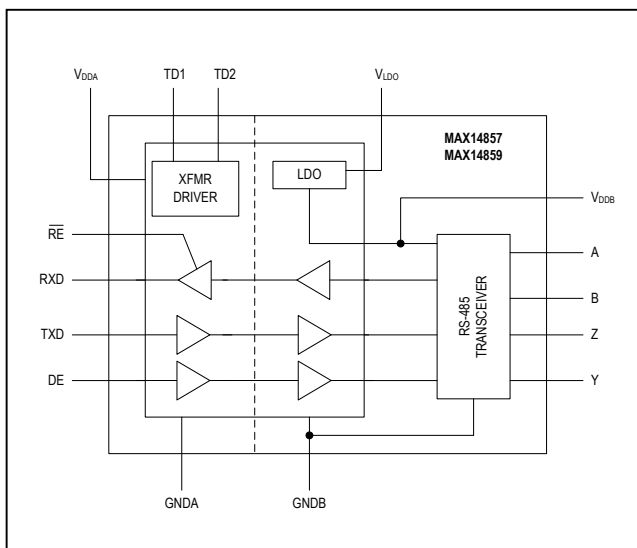 VDDA
TD1
TD2
VLDO
MAX14857
MAX14859
XFMR
DRIVER
LDO
VDDB
RE
A
RXD
B
RS-485
TRANSCEIVER
TXD
Z
DE
Y
GNDA
GNDB